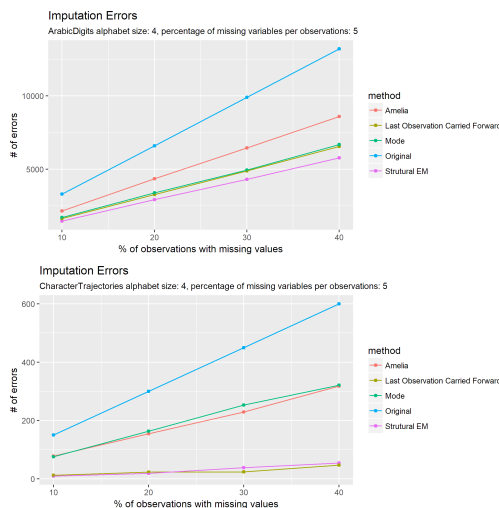 Imputation Errors
ArabicDigits alphabet size: 4, percentage of missing variables per observations: 5
10000
5000
# of errors
10
20
30
40
% of observations with missing values
method
Amelia
Last Observation Carried Forward
Mode
Original
Strutural EM
Imputation Errors
CharacterTrajectories alphabet size: 4, percentage of missing variables per observations: 5
600
400
200
0
# of errors
10
20
30
40
% of observations with missing values
method
Amelia
Last Observation Carried Forward
Mode
Original
Strutural EM